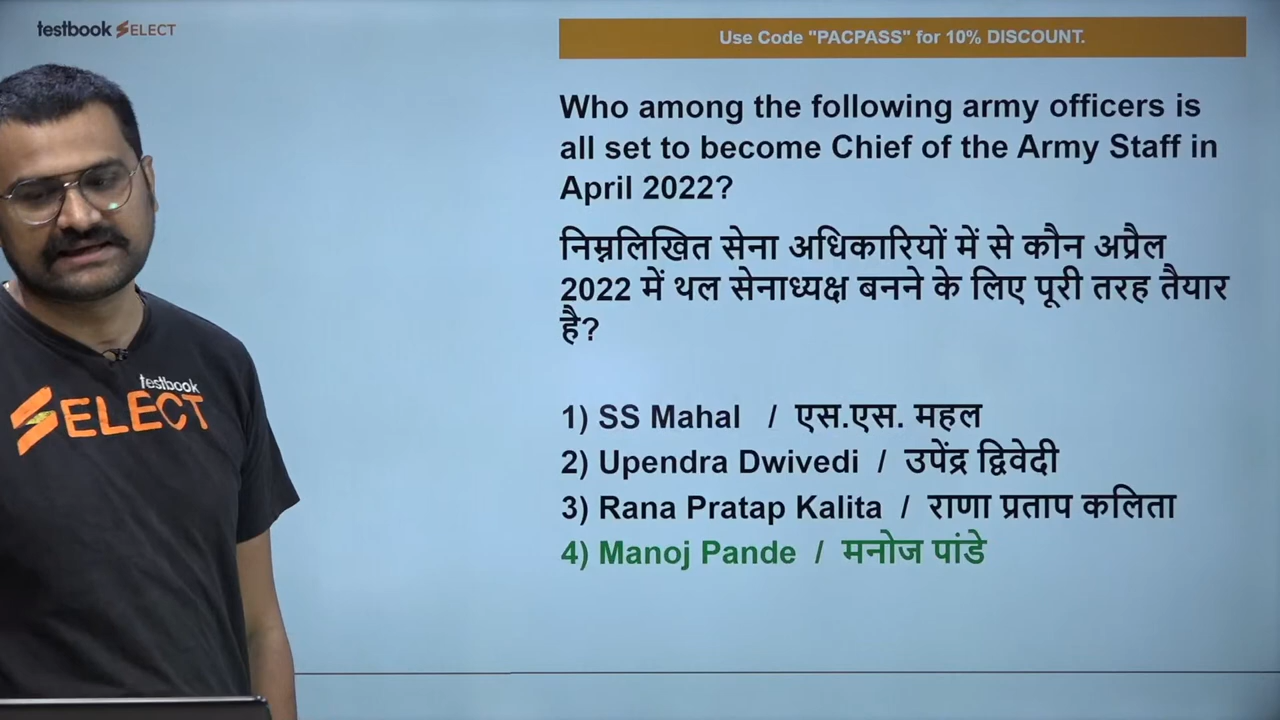 testbook SELECT
Use Code "PACPASS" for 10% DISCOUNT.
Who among the following army officers is
all set to become Chief of the Army Staff in
April 2022?
निम्नलिखित सेना अधिकारियों में से कौन अप्रैल
2022 में थल सेनाध्यक्ष बनने के लिए पूरी तरह तैयार
है?
1) SS Mahal / एस.एस. महल
2) Upendra Dwivedi / उपेंद्र द्विवेदी
3) Rana Pratap Kalita / राणा प्रताप कलिता
4) Manoj Pande / मनोज पांडे
testbook
SELECT